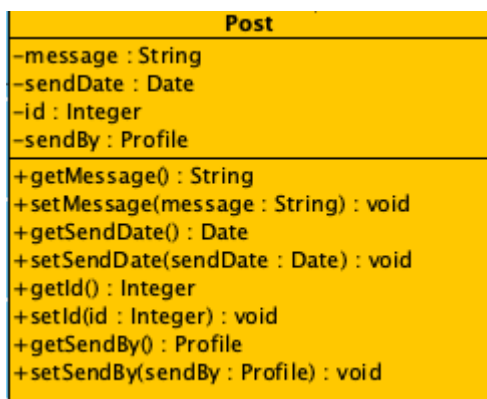 Post
-message : String
-sendDate : Date
-id : Integer
-sendBy : Profile
+getMessage() : String
+setMessage(message : String) : void
+getSendDate() : Date
+setSendDate(sendDate : Date) : void
+getId() : Integer
+setId(id : Integer) : void
+getSendBy() : Profile
+setSendBy(sendBy : Profile) : void